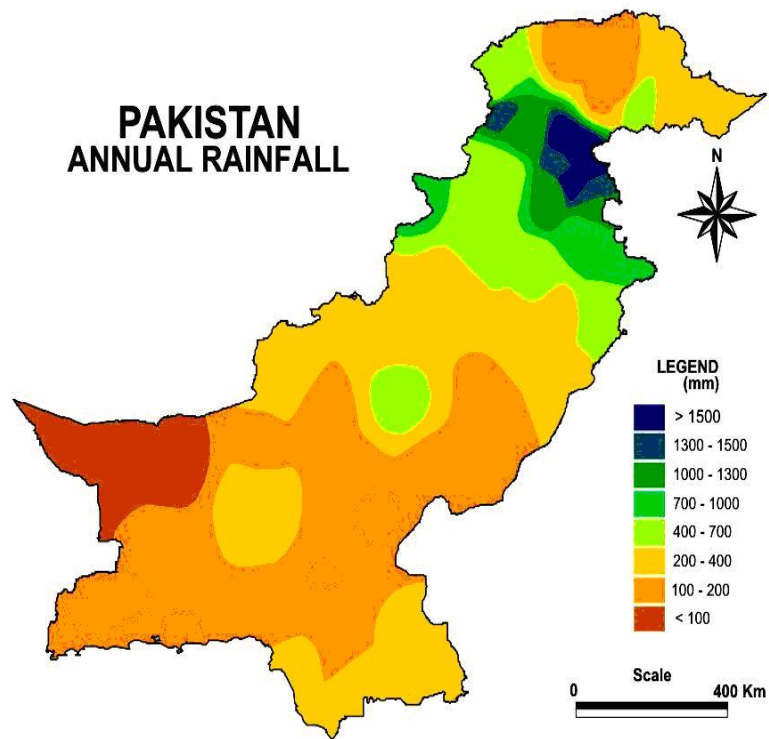 PAKISTAN
ANNUAL RAINFALL
N
LEGEND
(mm)
> 1500
1300 - 1500
1000 - 1300
700 - 1000
400 - 700
200 - 400
100 - 200
< 100
Scale
0 400 Km